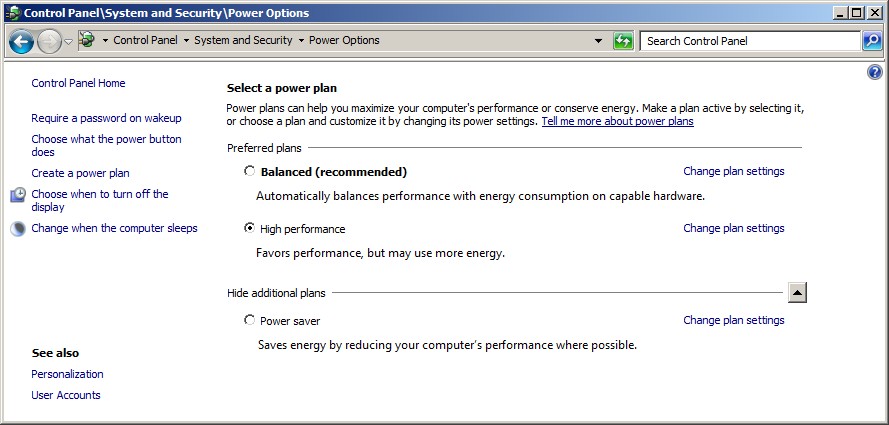 Control Panel\System and Security\Power Options
Control Panel
System and Security
Power Options
Search Control Panel
Control Panel Home
Require a password on wakeup
Choose what the power button
does
Create a power plan
Choose when to turn off the
display
Change when the computer sleeps
See also
Personalization
User Accounts
Select a power plan
Power plans can help you maximize your computer's performance or conserve energy. Make a plan active by selecting it,
or choose a plan and customize it by changing its power settings. Tell me more about power plans
Preferred plans
Balanced (recommended) Change plan settings
Automatically balances performance with energy consumption on capable hardware.
High performance Change plan settings
Favors performance, but may use more energy.
Hide additional plans
Power saver Change plan settings
Saves energy by reducing your computer's performance where possible.